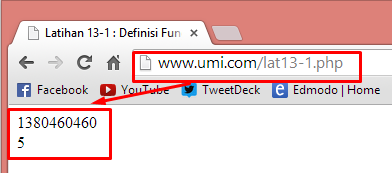 Latihan 13-1 : Definisi Fun
www.umi.com/lat13-1.php
Facebook YouTube TweetDeck Edmodo | Home
1380460460
5